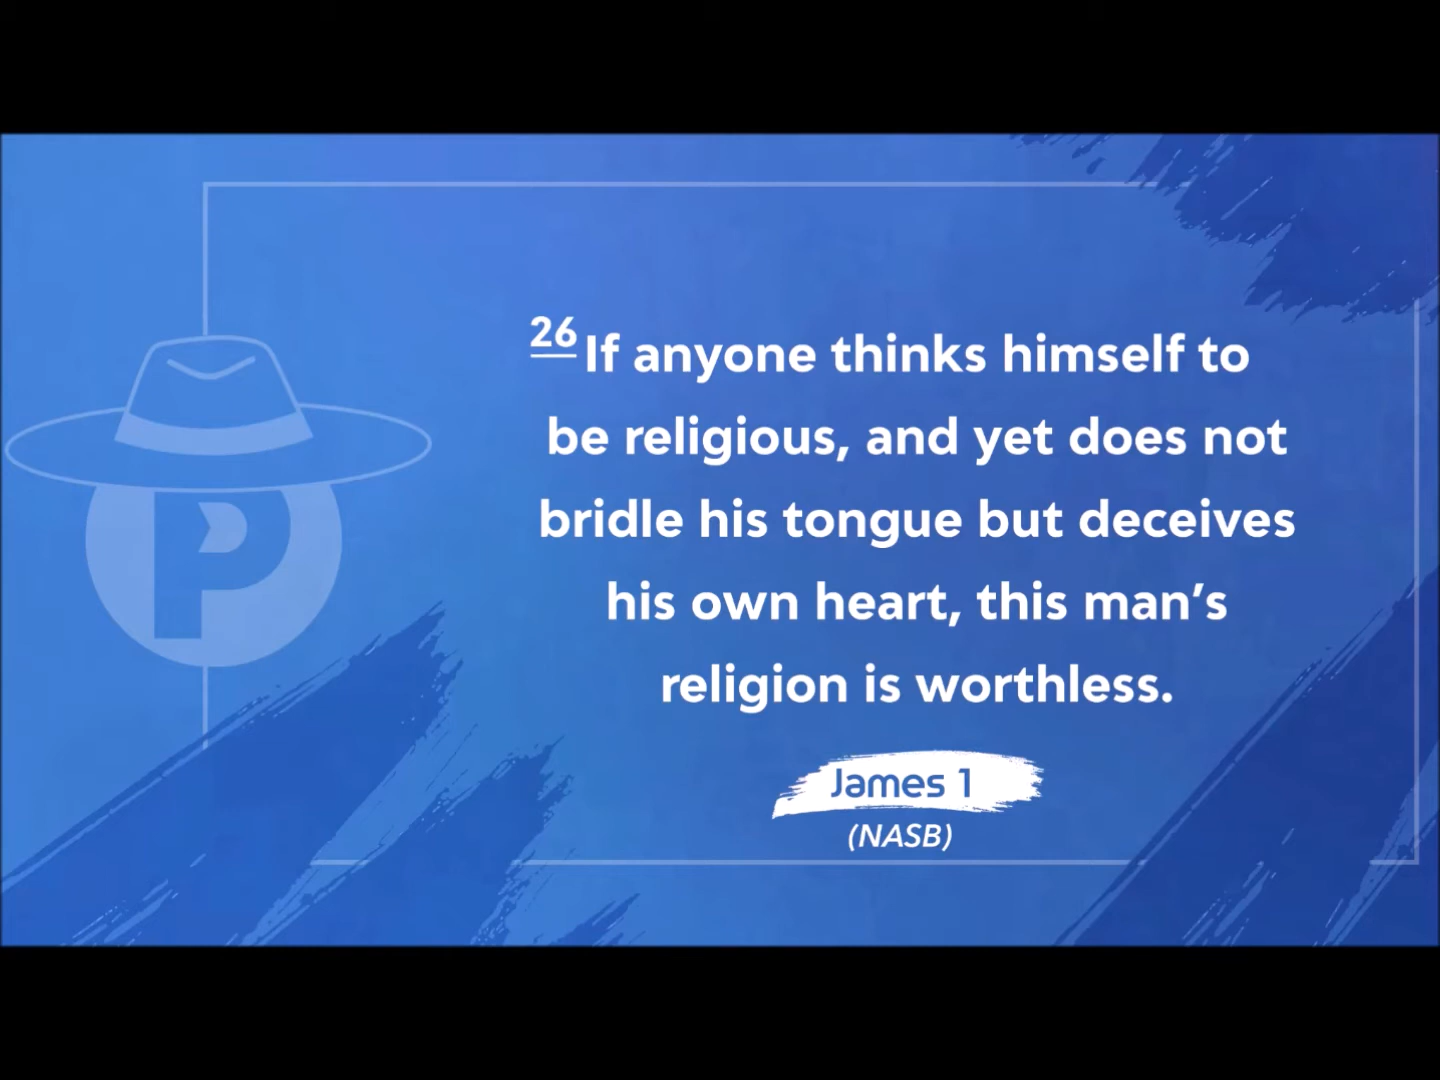 26 If anyone thinks himself to
be religious, and yet does not
bridle his tongue but deceives
his own heart, this man’s
religion is worthless.
James 1
(NASB)
P